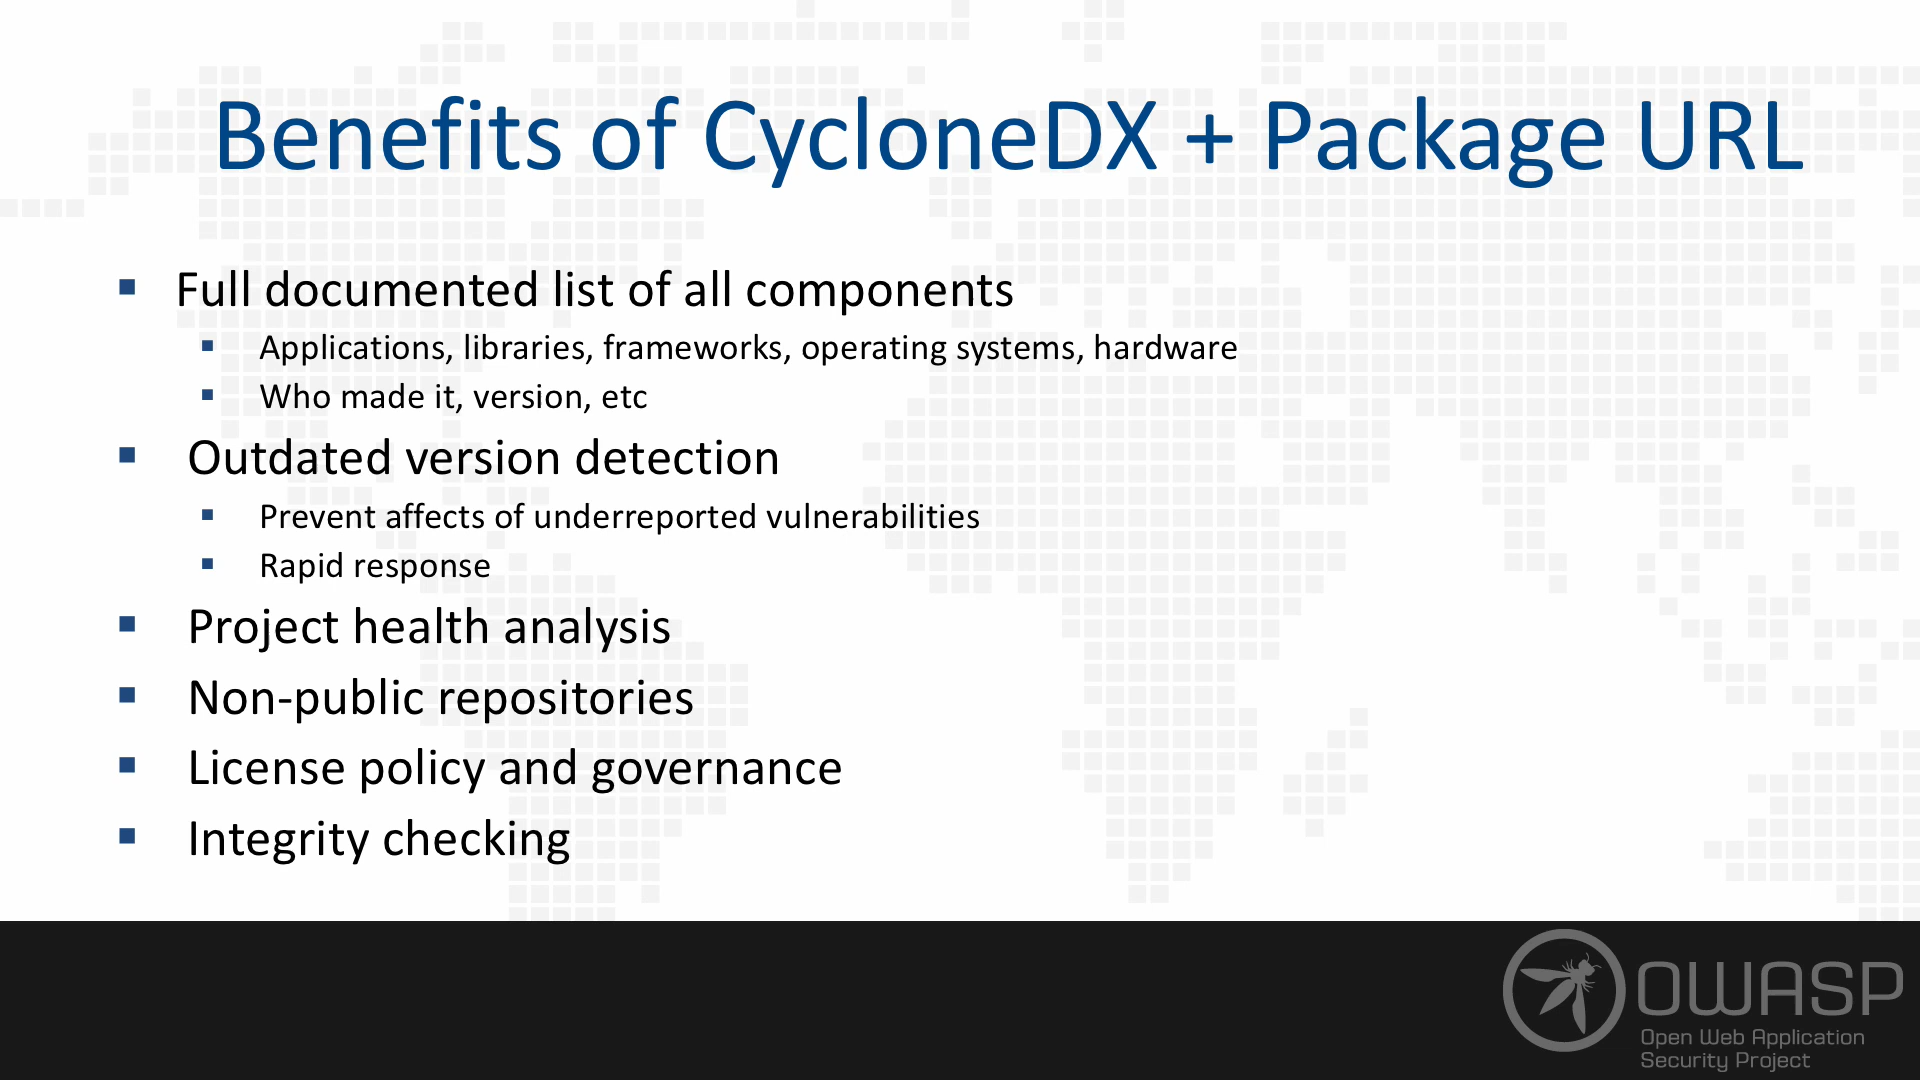 Benefits of CycloneDX + Package URL
Full documented list of all components
Applications, libraries, frameworks, operating systems, hardware
Who made it, version, etc
Outdated version detection
Prevent affects of underreported vulnerabilities
Rapid response
Project health analysis
Non-public repositories
License policy and governance
Integrity checking
OWASP
Open Web Application
Security Project